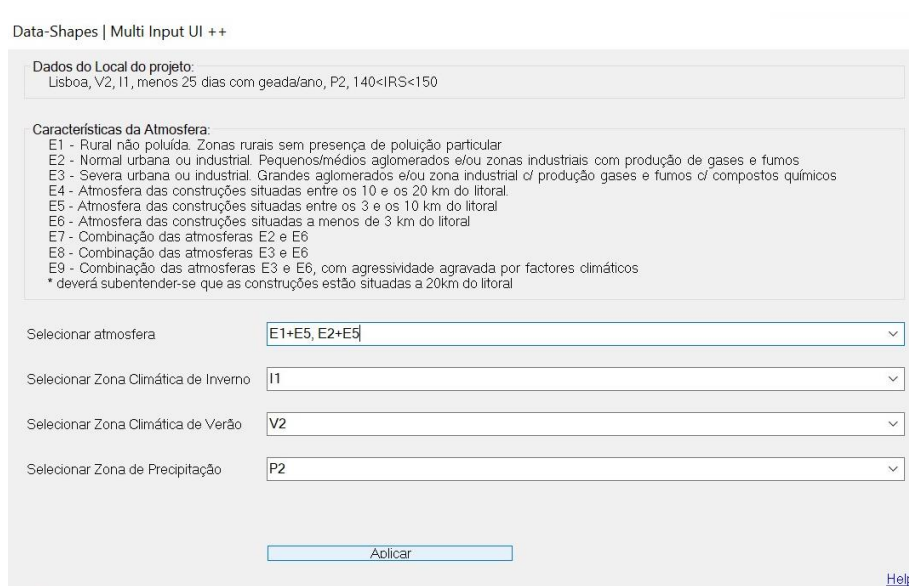 Data-Shapes | Multi Input UI ++
Dados do Local do projeto:
Lisboa, V2, I1, menos 25 dias com geada/ano, P2, 140<IRS<150
Características da Atmosfera:
E1 - Rural não poluída. Zonas rurais sem presença de poluição particular
E2 - Normal urbana ou industrial. Pequenos/médios aglomerados e/ou zonas industriais com produção de gases e fumos
E3 - Severa urbana ou industrial. Grandes aglomerados e/ou zona industrial c/ produção gases e fumos c/ compostos químicos
E4 - Atmosfera das construções situadas entre os 10 e os 20 km do litoral.
E5 - Atmosfera das construções situadas entre os 3 e os 10 km do litoral
E6 - Atmosfera das construções situadas a menos de 3 km do litoral
E7 - Combinação das atmosferas E2 e E6
E8 - Combinação das atmosferas E3 e E6
E9 - Combinação das atmosferas E3 e E6, com agressividade agravada por factores climáticos
* deverá subentender-se que as construções estão situadas a 20km do litoral
Selecionar atmosfera E1+E5, E2+E5
Selecionar Zona Climática de Inverno I1
Selecionar Zona Climática de Verão V2
Selecionar Zona de Precipitação P2
Aplicar
Help